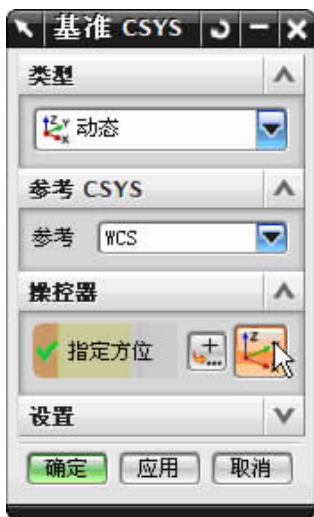 基准 CSYS
类型
动态
参考 CSYS
参考 WCS
操控器
指定方位
设置
确定 应用 取消